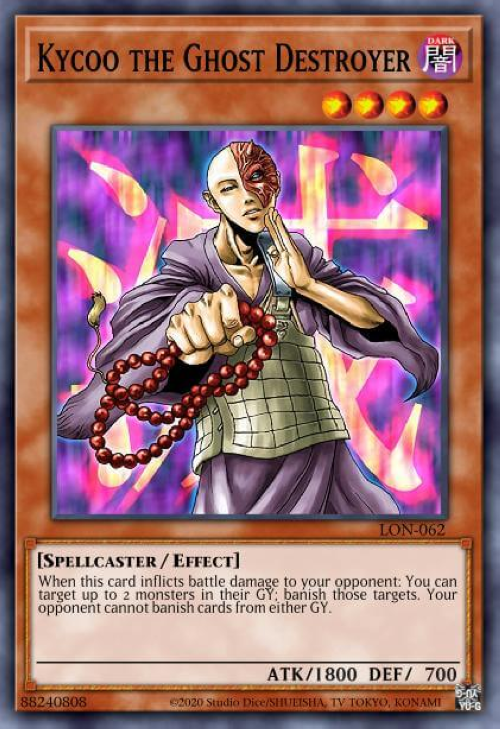 KYCOO THE GHOST DESTROYER
DARK
闇
LON-062
[SPELLCASTER / EFFECT]
When this card inflicts battle damage to your opponent: You can
target up to 2 monsters in their GY; banish those targets. Your
opponent cannot banish cards from either GY.
ATK/1800 DEF/ 700
88240808
©2020 Studio Dice/SHUEISHA, TV TOKYO, KONAMI